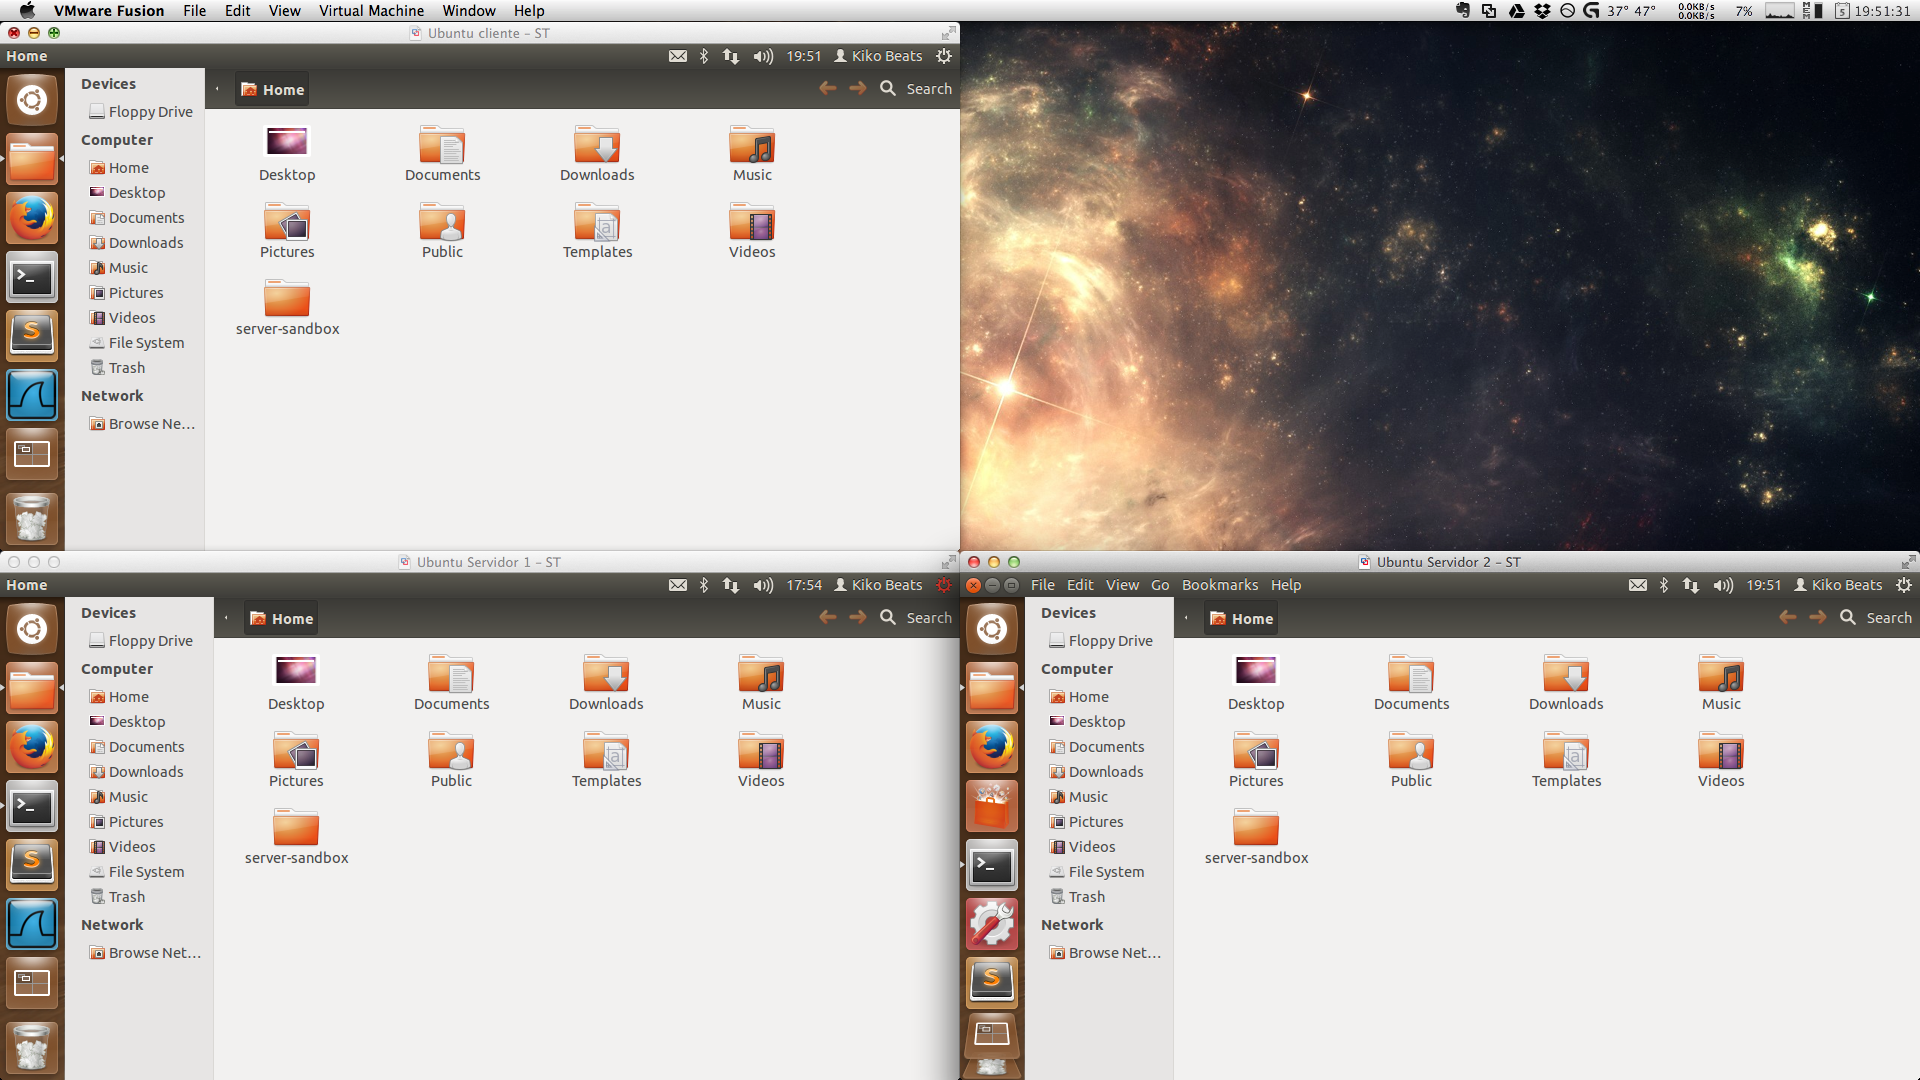 VMware Fusion File Edit View Virtual Machine Window Help 37° 47° 0.0KB/s 7% MEM 5 19:51:31
0.0KB/s
Ubuntu cliente – ST
Home 19:51 Kiko Beats
Devices
Home Search
Floppy Drive
Computer
Home
Desktop
Documents
Downloads
Music
Pictures
Videos
File System
Trash
Network
Browse Ne...
Desktop Documents Downloads Music
Pictures Public Templates Videos
server-sandbox
Ubuntu Servidor 1 – ST
Home 17:54 Kiko Beats
Devices
Home Search
Floppy Drive
Computer
Home
Desktop
Documents
Downloads
Music
Pictures
Videos
File System
Trash
Network
Browse Net...
Desktop Documents Downloads Music
Pictures Public Templates Videos
server-sandbox
Ubuntu Servidor 2 – ST
File Edit View Go Bookmarks Help 19:51 Kiko Beats
Devices
Home Search
Floppy Drive
Computer
Home
Desktop
Documents
Downloads
Music
Pictures
Videos
File System
Trash
Network
Browse Net...
Desktop Documents Downloads Music
Pictures Public Templates Videos
server-sandbox